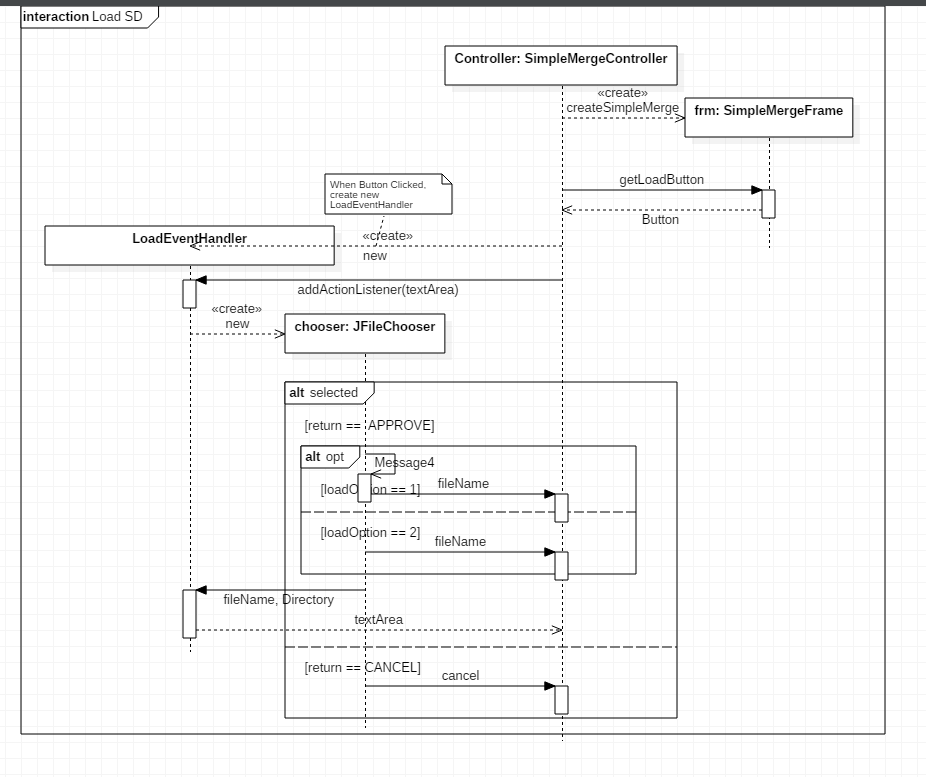 interaction Load SD
Controller: SimpleMergeController
«create»
createSimpleMerge
frm: SimpleMergeFrame
When Button Clicked,
create new
LoadEventHandler
getLoadButton
Button
LoadEventHandler
«create»
new
addActionListener(textArea)
«create»
new
chooser: JFileChooser
alt selected
[return == APPROVE]
alt opt
Message4
[loadOption == 1]
fileName
[loadOption == 2]
fileName
fileName, Directory
textArea
[return == CANCEL]
cancel